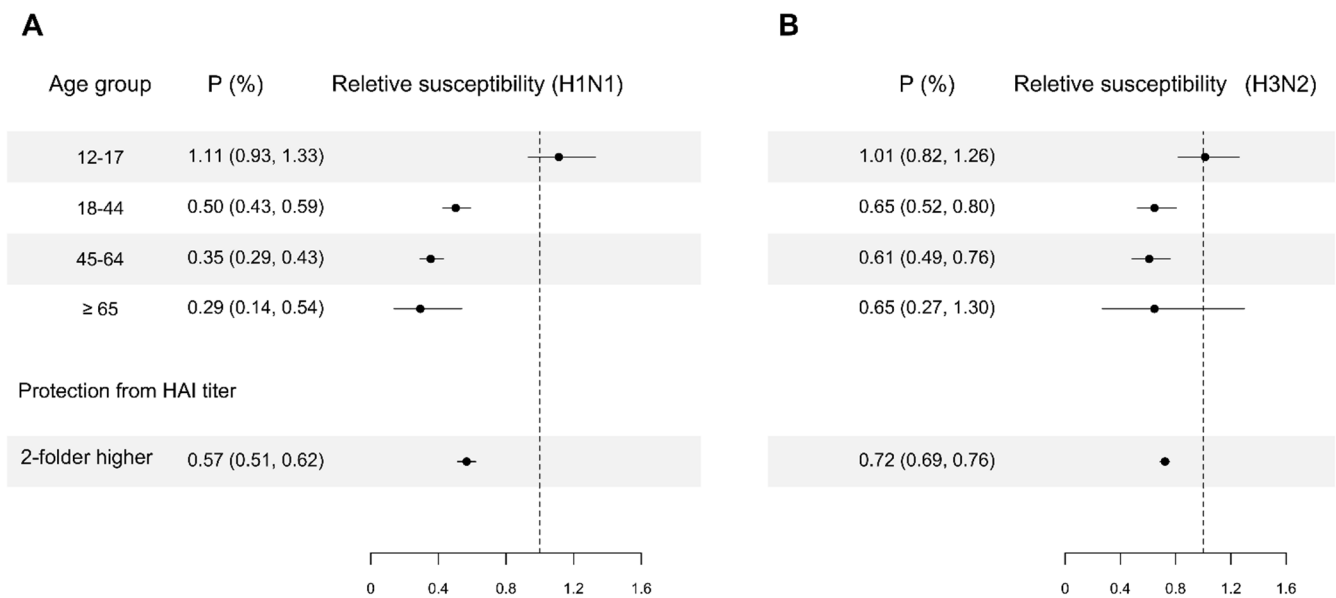 A B
Age group P (%) Reletive susceptibility (H1N1) P (%) Reletive susceptibility (H3N2)
12-17 1.11 (0.93, 1.33) 1.01 (0.82, 1.26)
18-44 0.50 (0.43, 0.59) 0.65 (0.52, 0.80)
45-64 0.35 (0.29, 0.43) 0.61 (0.49, 0.76)
≥ 65 0.29 (0.14, 0.54) 0.65 (0.27, 1.30)
Protection from HAI titer
2-folder higher 0.57 (0.51, 0.62) 0.72 (0.69, 0.76)
0 0.4 0.8 1.2 1.6 0 0.4 0.8 1.2 1.6